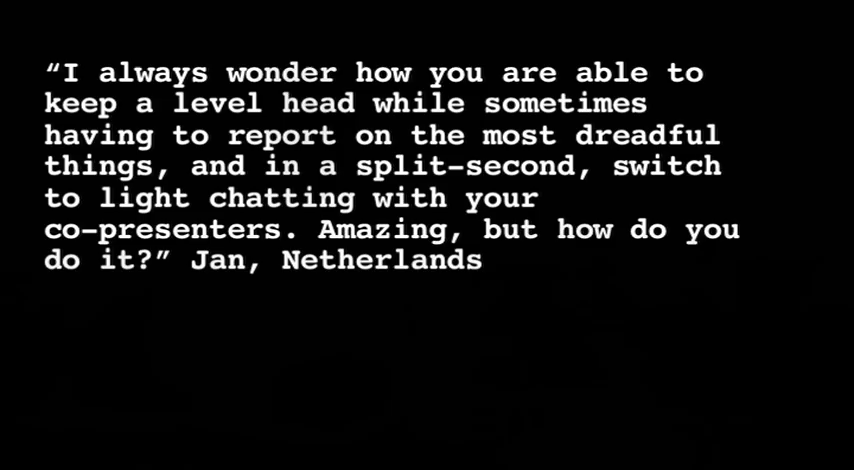 “I always wonder how you are able to
keep a level head while sometimes
having to report on the most dreadful
things, and in a split-second, switch
to light chatting with your
co-presenters. Amazing, but how do you
do it?” Jan, Netherlands